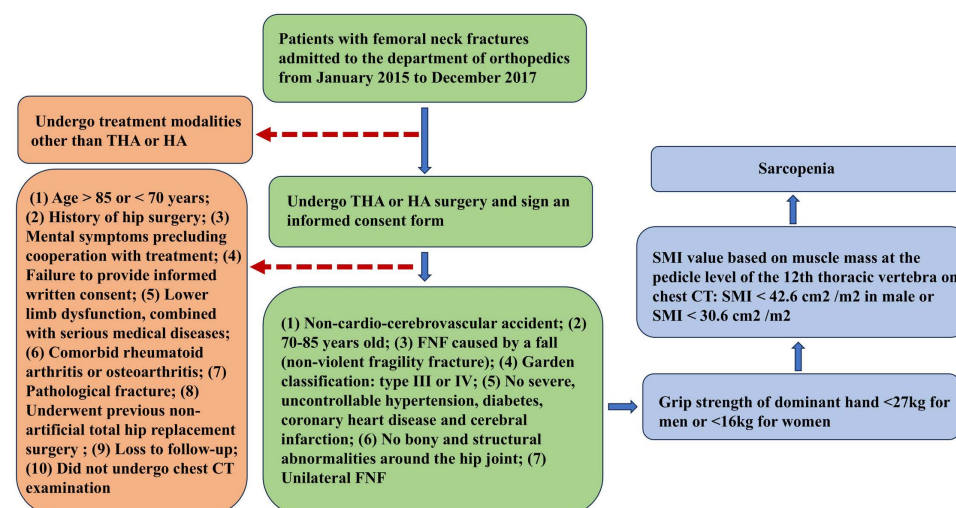 Patients with femoral neck fractures
admitted to the department of orthopedics
from January 2015 to December 2017
Undergo treatment modalities
other than THA or HA
(1) Age > 85 or < 70 years;
(2) History of hip surgery; (3)
Mental symptoms precluding
cooperation with treatment; (4)
Failure to provide informed
written consent; (5) Lower
limb dysfunction, combined
with serious medical diseases;
(6) Comorbid rheumatoid
arthritis or osteoarthritis; (7)
Pathological fracture; (8)
Underwent previous non-
artificial total hip replacement
surgery ; (9) Loss to follow-up;
(10) Did not undergo chest CT
examination
Undergo THA or HA surgery and sign an
informed consent form
(1) Non-cardio-cerebrovascular accident; (2)
70-85 years old; (3) FNF caused by a fall
(non-violent fragility fracture); (4) Garden
classification: type III or IV; (5) No severe,
uncontrollable hypertension, diabetes,
coronary heart disease and cerebral
infarction; (6) No bony and structural
abnormalities around the hip joint; (7)
Unilateral FNF
Sarcopenia
SMI value based on muscle mass at the
pedicle level of the 12th thoracic vertebra on
chest CT: SMI < 42.6 cm2 /m2 in male or
SMI < 30.6 cm2 /m2
Grip strength of dominant hand <27kg for
men or <16kg for women